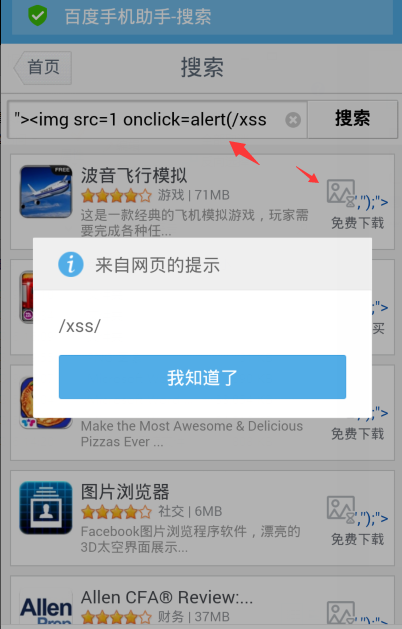 百度手机助手-搜索
首页
搜索
"><img src=1 onclick=alert(/xss
搜索
FREE
波音飞行模拟
游戏 | 71MB
这是一款经典的飞机模拟游戏，玩家需
要完成各种任...
,");">
免费下载
来自网页的提示
/xss/
我知道了
,");">
买
,");">
Make the Most Awesome & Delicious
Pizzas Ever ...
免费下载
图片浏览器
社交 | 6MB
Facebook图片浏览程序软件，漂亮的
3D太空界面展示...
,");">
免费下载
Allen
Allen CFA® Review:...
财务 | 37MB
,");">